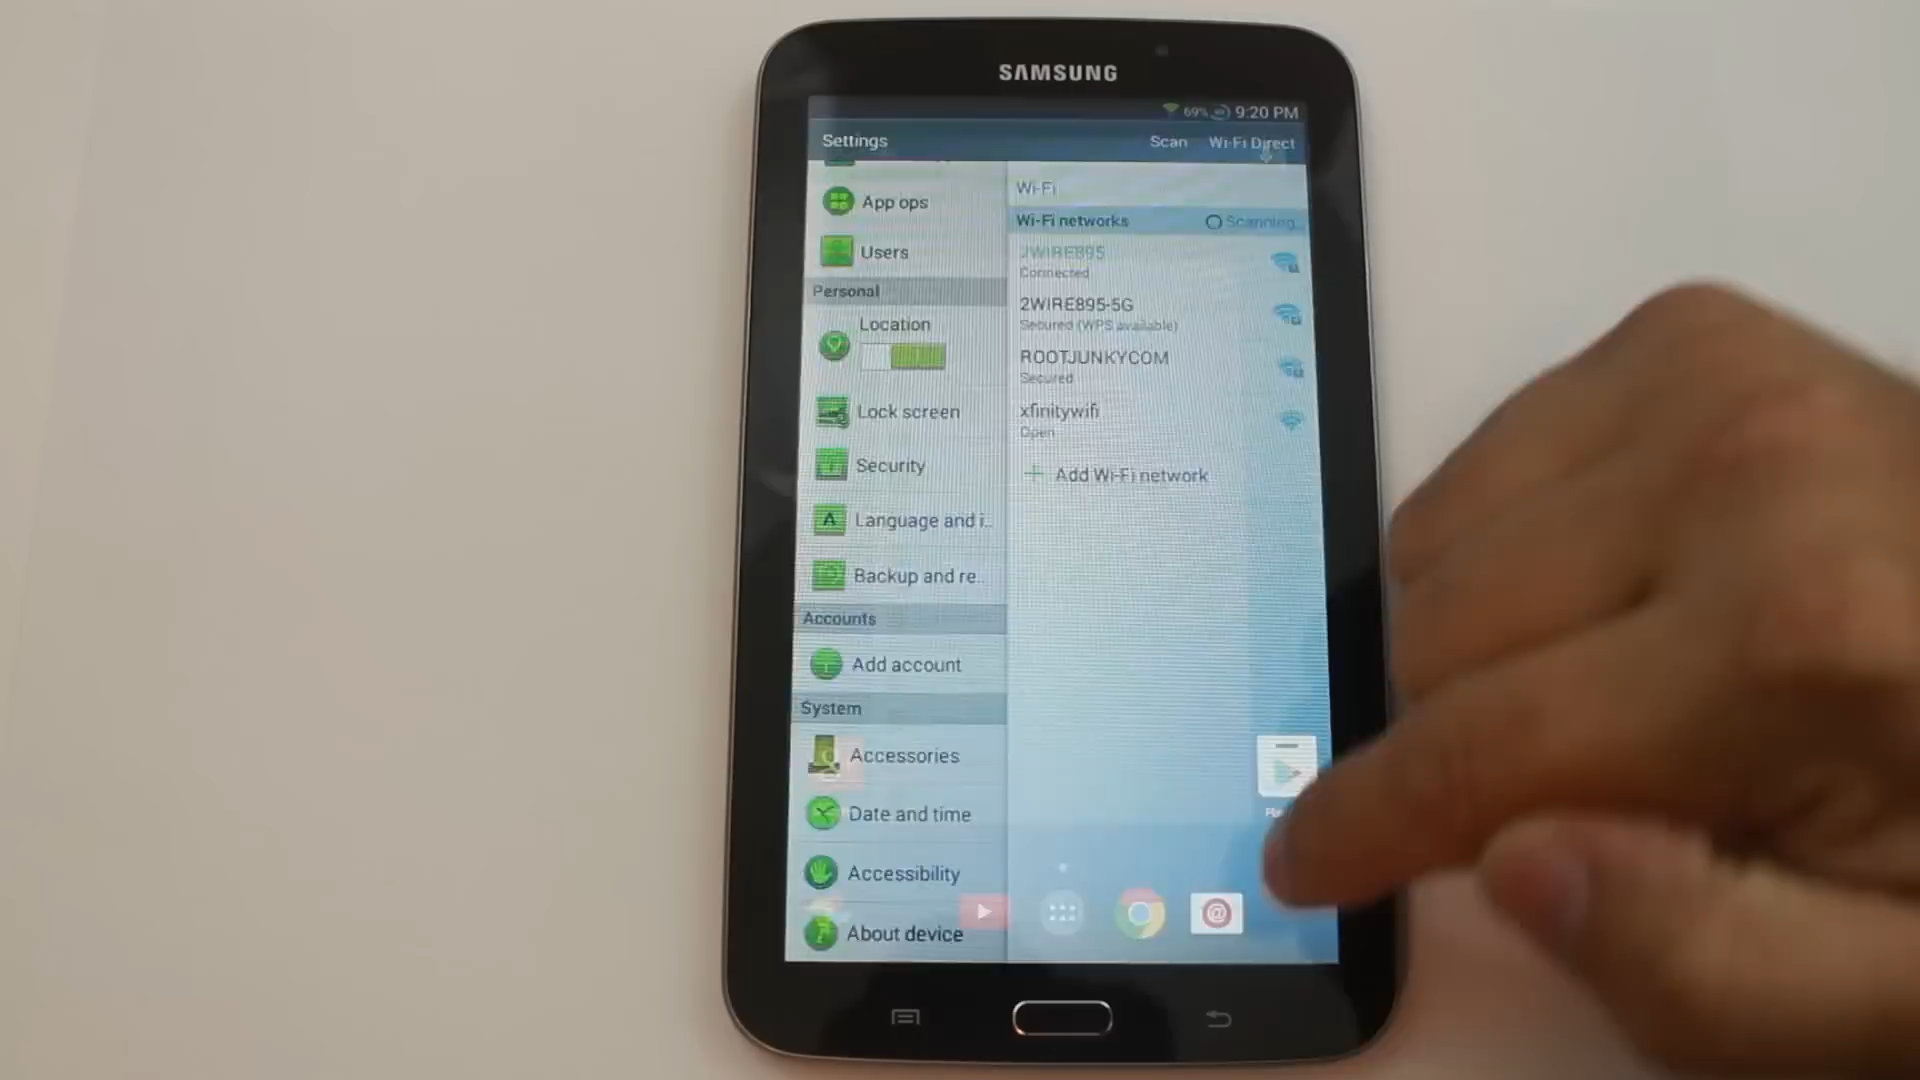 SAMSUNG
69% 9:20 PM
Settings
Scan
Wi-Fi Direct
App ops
Users
Personal
Location
Lock screen
Security
Language and i..
Backup and re..
Accounts
Add account
System
Accessories
Date and time
Accessibility
About device
Wi-Fi
Wi-Fi networks
Scanning..
2WIRE895
Connected
2WIRE895-5G
Secured (WPS available)
ROOTJUNKYCOM
Secured
xfinitywifi
Open
Add Wi-Fi network